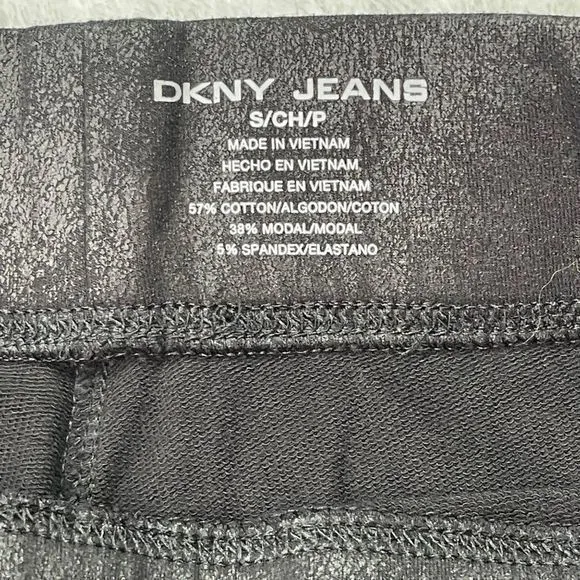 DKNY JEANS
S/CH/P
MADE IN VIETNAM
HECHO EN VIETNAM
FABRIQUE EN VIETNAM
57% COTTON/ALGODON/COTON
38% MODAL/MODAL
5% SPANDEX/ELASTANO